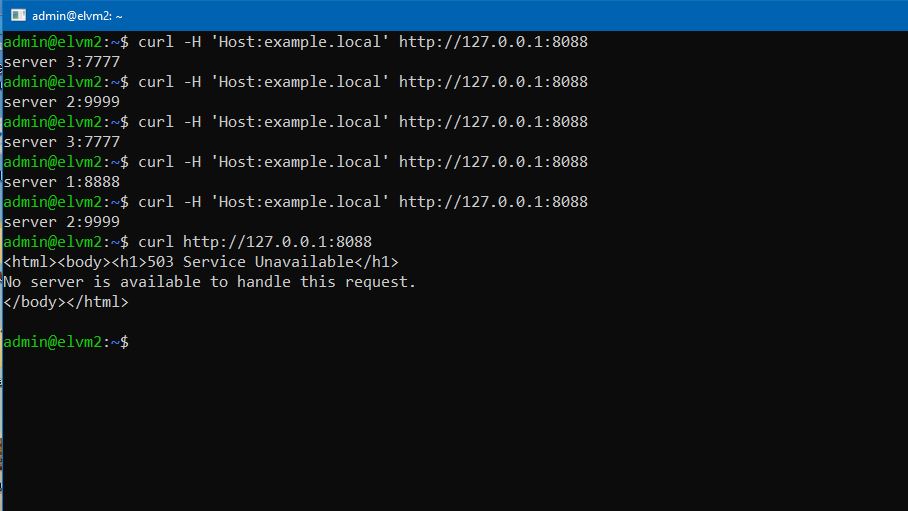 admin@elvm2: ~
admin@elvm2:~$ curl -H 'Host:example.local' http://127.0.0.1:8088
server 3:7777
admin@elvm2:~$ curl -H 'Host:example.local' http://127.0.0.1:8088
server 2:9999
admin@elvm2:~$ curl -H 'Host:example.local' http://127.0.0.1:8088
server 3:7777
admin@elvm2:~$ curl -H 'Host:example.local' http://127.0.0.1:8088
server 1:8888
admin@elvm2:~$ curl -H 'Host:example.local' http://127.0.0.1:8088
server 2:9999
admin@elvm2:~$ curl http://127.0.0.1:8088
<html><body><h1>503 Service Unavailable</h1>
No server is available to handle this request.
</body></html>
admin@elvm2:~$